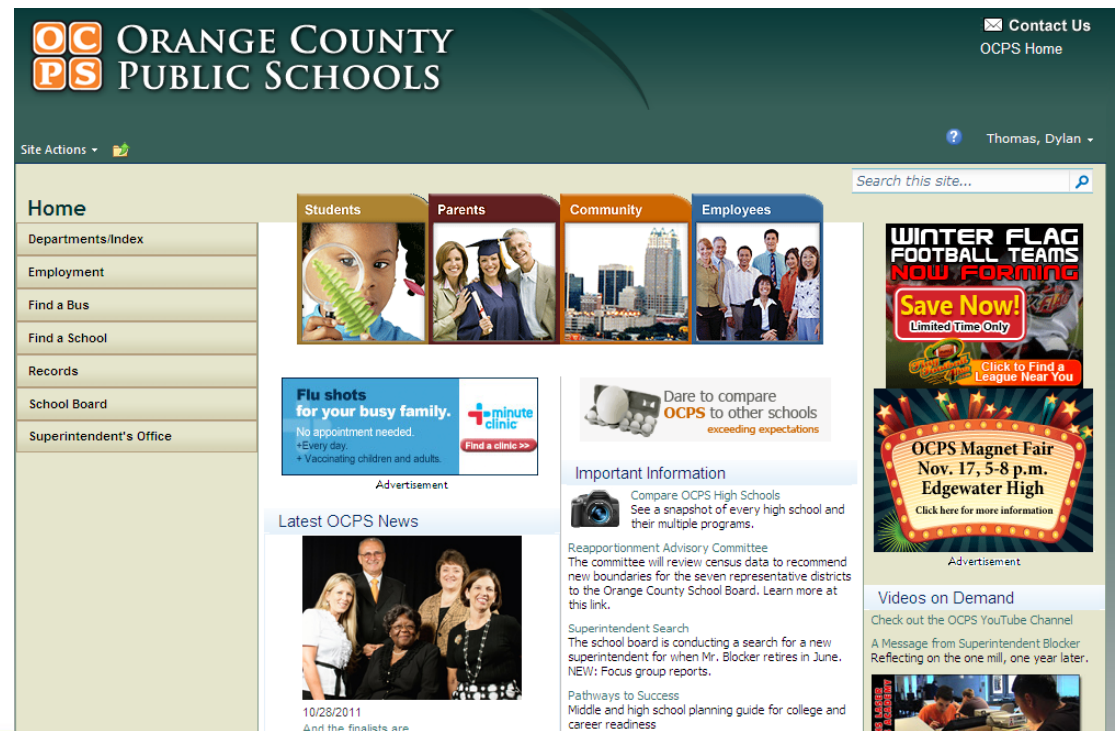 OC ORANGE COUNTY
PS PUBLIC SCHOOLS
Contact Us
OCPS Home
Site Actions
Thomas, Dylan
Search this site...
Home
Departments/Index
Employment
Find a Bus
Find a School
Records
School Board
Superintendent's Office
Students
Parents
Community
Employees
Flu shots
for your busy family.
No appointment needed.
+Every day.
+ Vaccinating children and adults.
minute
clinic
Find a clinic >>
Advertisement
Latest OCPS News
10/28/2011
And the finalists are
Dare to compare
OCPS to other schools
exceeding expectations
Important Information
Compare OCPS High Schools
See a snapshot of every high school and
their multiple programs.
Reapportionment Advisory Committee
The committee will review census data to recommend
new boundaries for the seven representative districts
to the Orange County School Board. Learn more at
this link.
Superintendent Search
The school board is conducting a search for a new
superintendent for when Mr. Blocker retires in June.
NEW: Focus group reports.
Pathways to Success
Middle and high school planning guide for college and
career readiness
WINTER FLAG
FOOTBALL TEAMS
NOW FORMING
Save Now!
Limited Time Only
Click to Find a
League Near You
OCPS Magnet Fair
Nov. 17, 5-8 p.m.
Edgewater High
Click here for more information
Advertisement
Videos on Demand
Check out the OCPS YouTube Channel
A Message from Superintendent Blocker
Reflecting on the one mill, one year later.
LASER